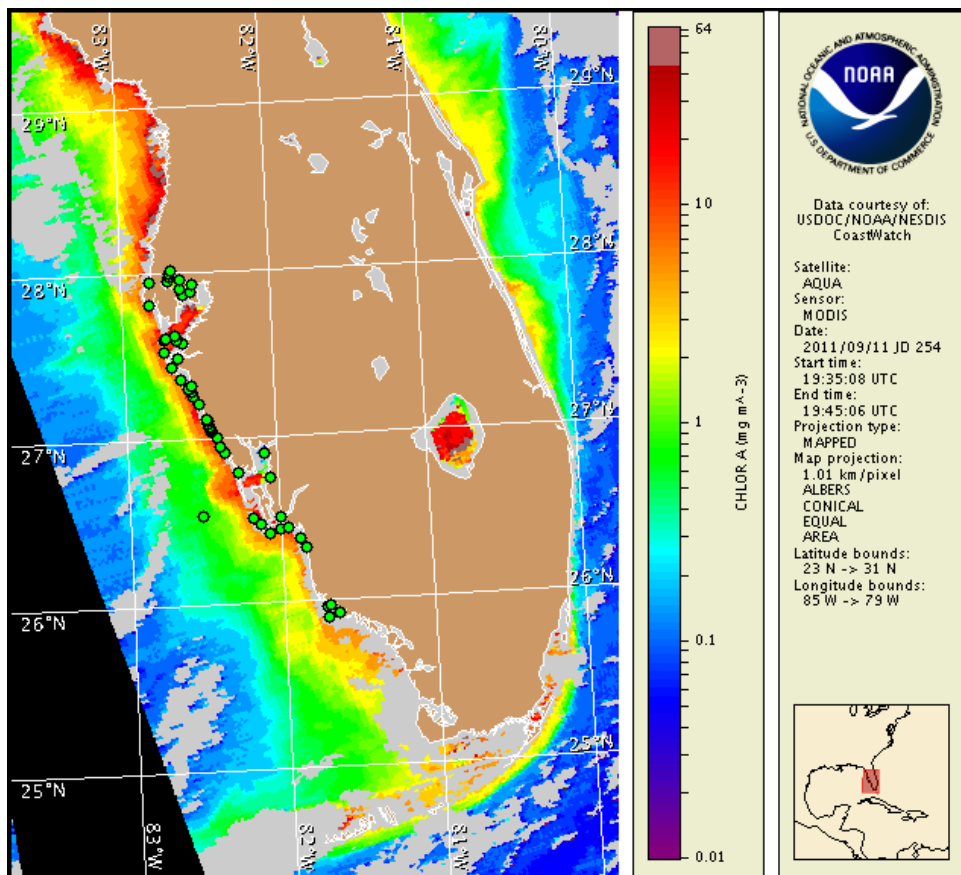 83°W
82°W
81°W
80°W
29°N
29°N
28°N
28°N
27°N
27°N
26°N
26°N
25°N
25°N
83°W
82°W
81°W
64
10
1
0.1
0.01
CHLOR A (mg m^-3)
NATIONAL OCEANIC AND ATMOSPHERIC ADMINISTRATION
NOAA
U.S. DEPARTMENT OF COMMERCE
Data courtesy of:
USDOC/NOAA/NESDIS
CoastWatch
Satellite:
AQUA
Sensor:
MODIS
Date:
2011/09/11 JD 254
Start time:
19:35:08 UTC
End time:
19:45:06 UTC
Projection type:
MAPPED
Map projection:
1.01 km/pixel
ALBERS
CONICAL
EQUAL
AREA
Latitude bounds:
23 N -> 31 N
Longitude bounds:
85 W -> 79 W